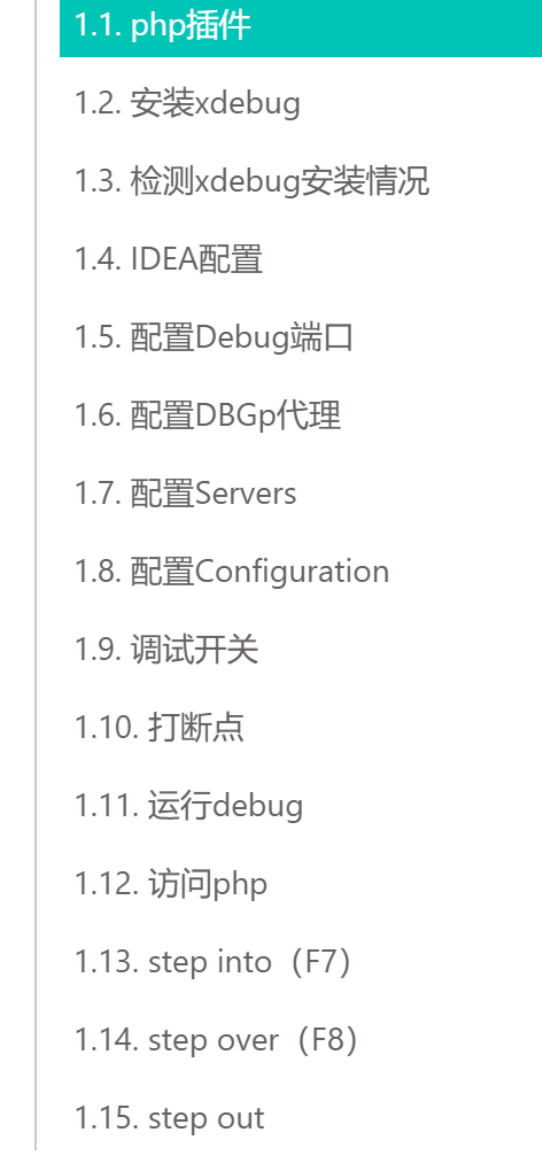 1.1. php插件
1.2. 安装xdebug
1.3. 检测xdebug安装情况
1.4. IDEA配置
1.5. 配置Debug端口
1.6. 配置DBGp代理
1.7. 配置Servers
1.8. 配置Configuration
1.9. 调试开关
1.10. 打断点
1.11. 运行debug
1.12. 访问php
1.13. step into（F7）
1.14. step over（F8）
1.15. step out